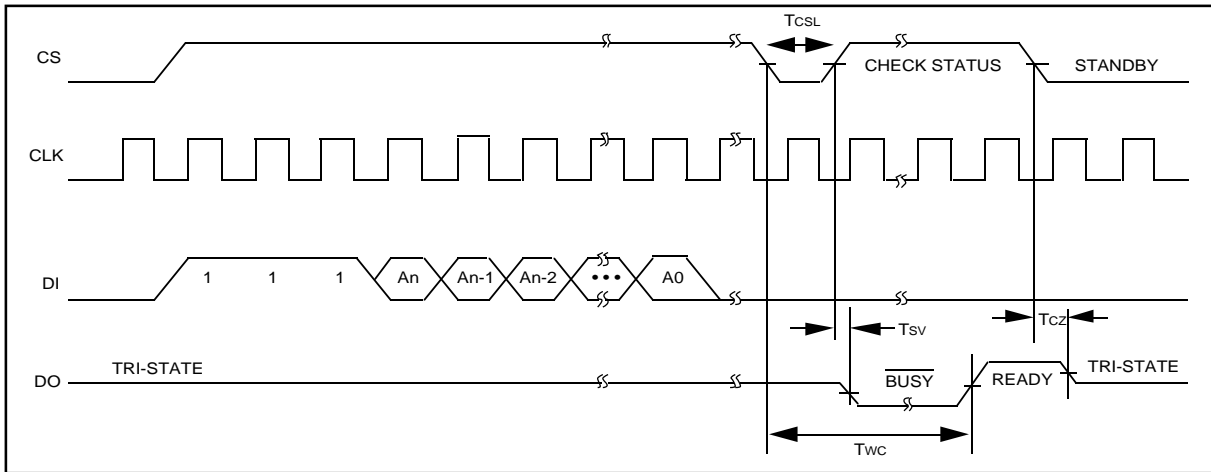 TCSL
CS
CHECK STATUS
STANDBY
CLK
DI
1
1
1
An
An-1
An-2
•••
A0
TSV
TCZ
DO
TRI-STATE
BUSY
READY
TRI-STATE
TWC